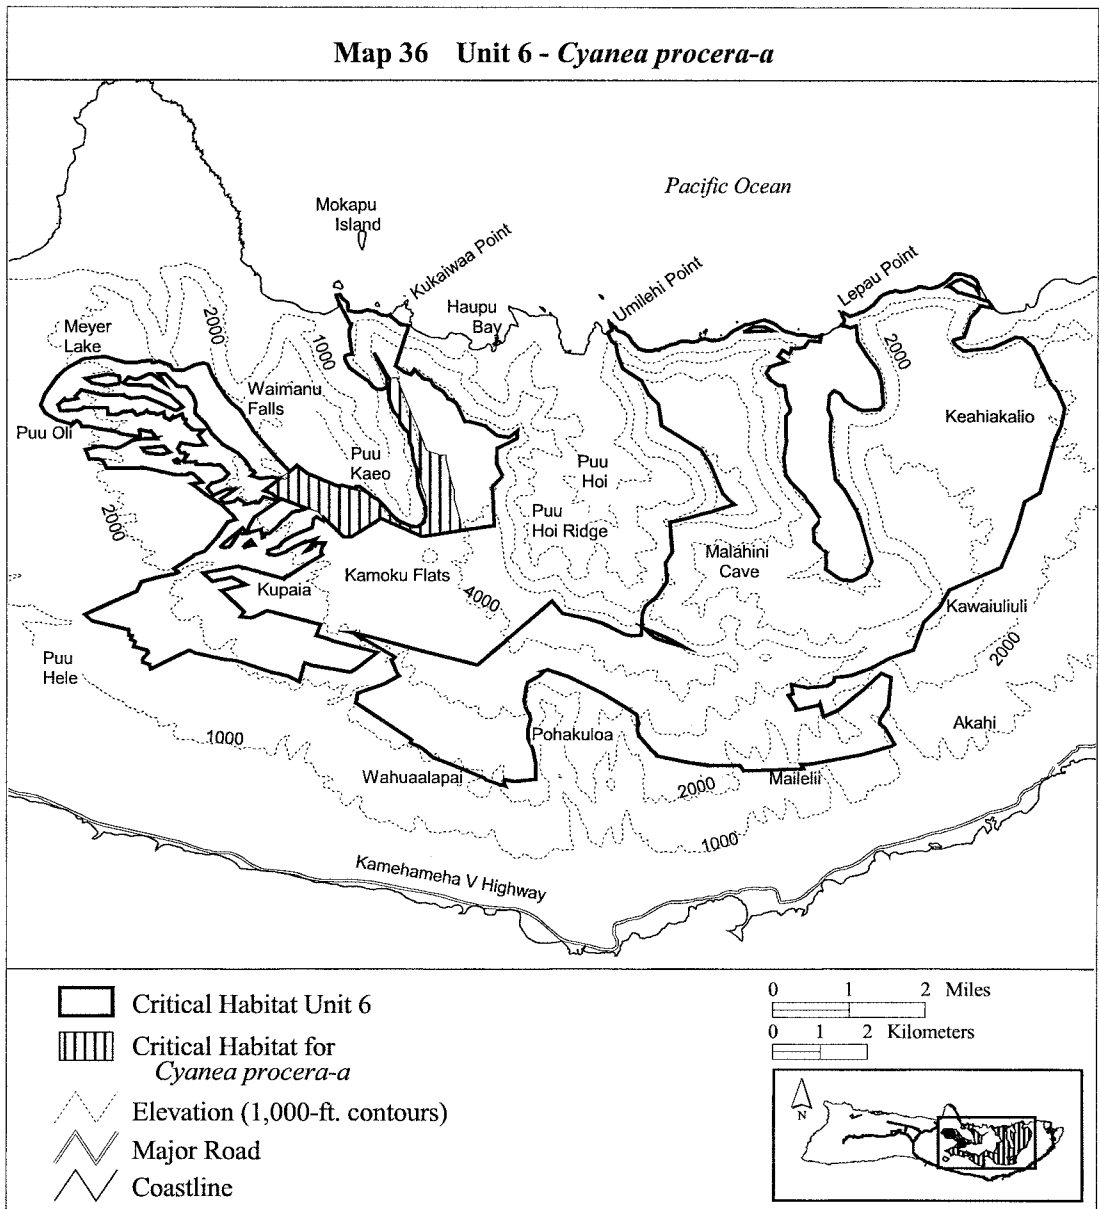 Map 36 Unit 6 - Cyanea procera-a
Pacific Ocean
Mokapu
Island
Kukaiwaa Point
Haupu
Bay
Umilehi Point
Lepau Point
Meyer
Lake
2000
1000
2000
Waimanu
Falls
Keahiakalio
Puu Oli
Puu
Kaeo
Puu
Hoi
2000
Puu
Hoi Ridge
Malahini
Cave
Kamoku Flats
Kupaia
4000
Kawaiuliuli
2000
Puu
Hele
Akahi
1000
Pohakuloa
Wahuaalapai
Mailelii
2000
1000
Kamehameha V Highway
Critical Habitat Unit 6
Critical Habitat for
Cyanea procera-a
Elevation (1,000-ft. contours)
Major Road
Coastline
0 1 2 Miles
0 1 2 Kilometers
N